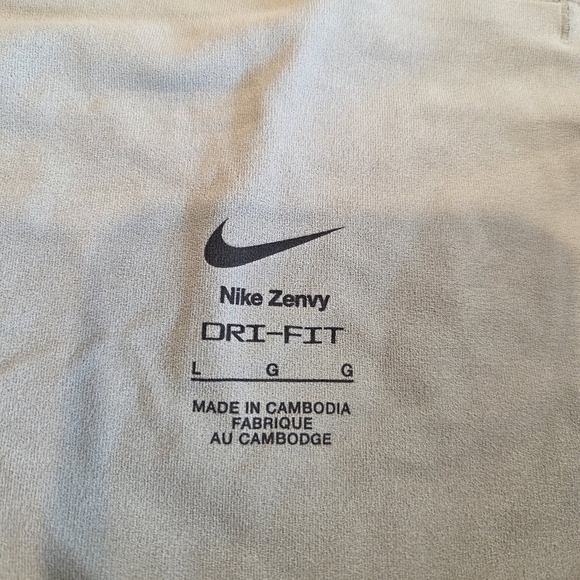 Nike Zenvy
DRI-FIT
L G G
MADE IN CAMBODIA
FABRIQUE
AU CAMBODGE